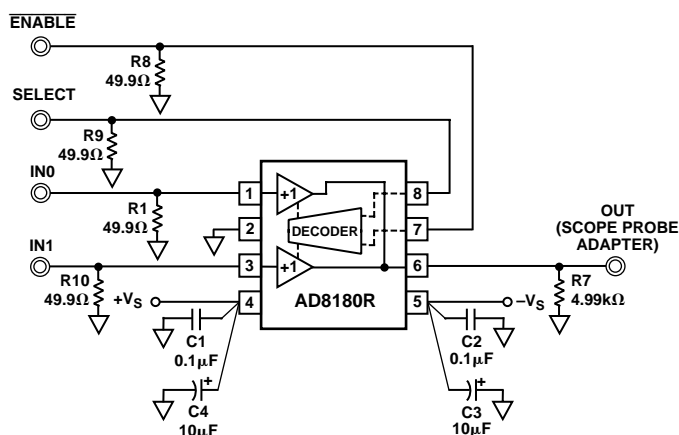 ENABLE
R8
49.9Ω
SELECT
R9
49.9Ω
IN0
R1
49.9Ω
IN1
R10
49.9Ω
1
+1
8
2
DECODER
7
3
+1
6
4
AD8180R
5
OUT
(SCOPE PROBE
ADAPTER)
R7
4.99kΩ
+VS
C1
0.1µF
C4
+
10µF
–VS
C2
0.1µF
C3
+
10µF